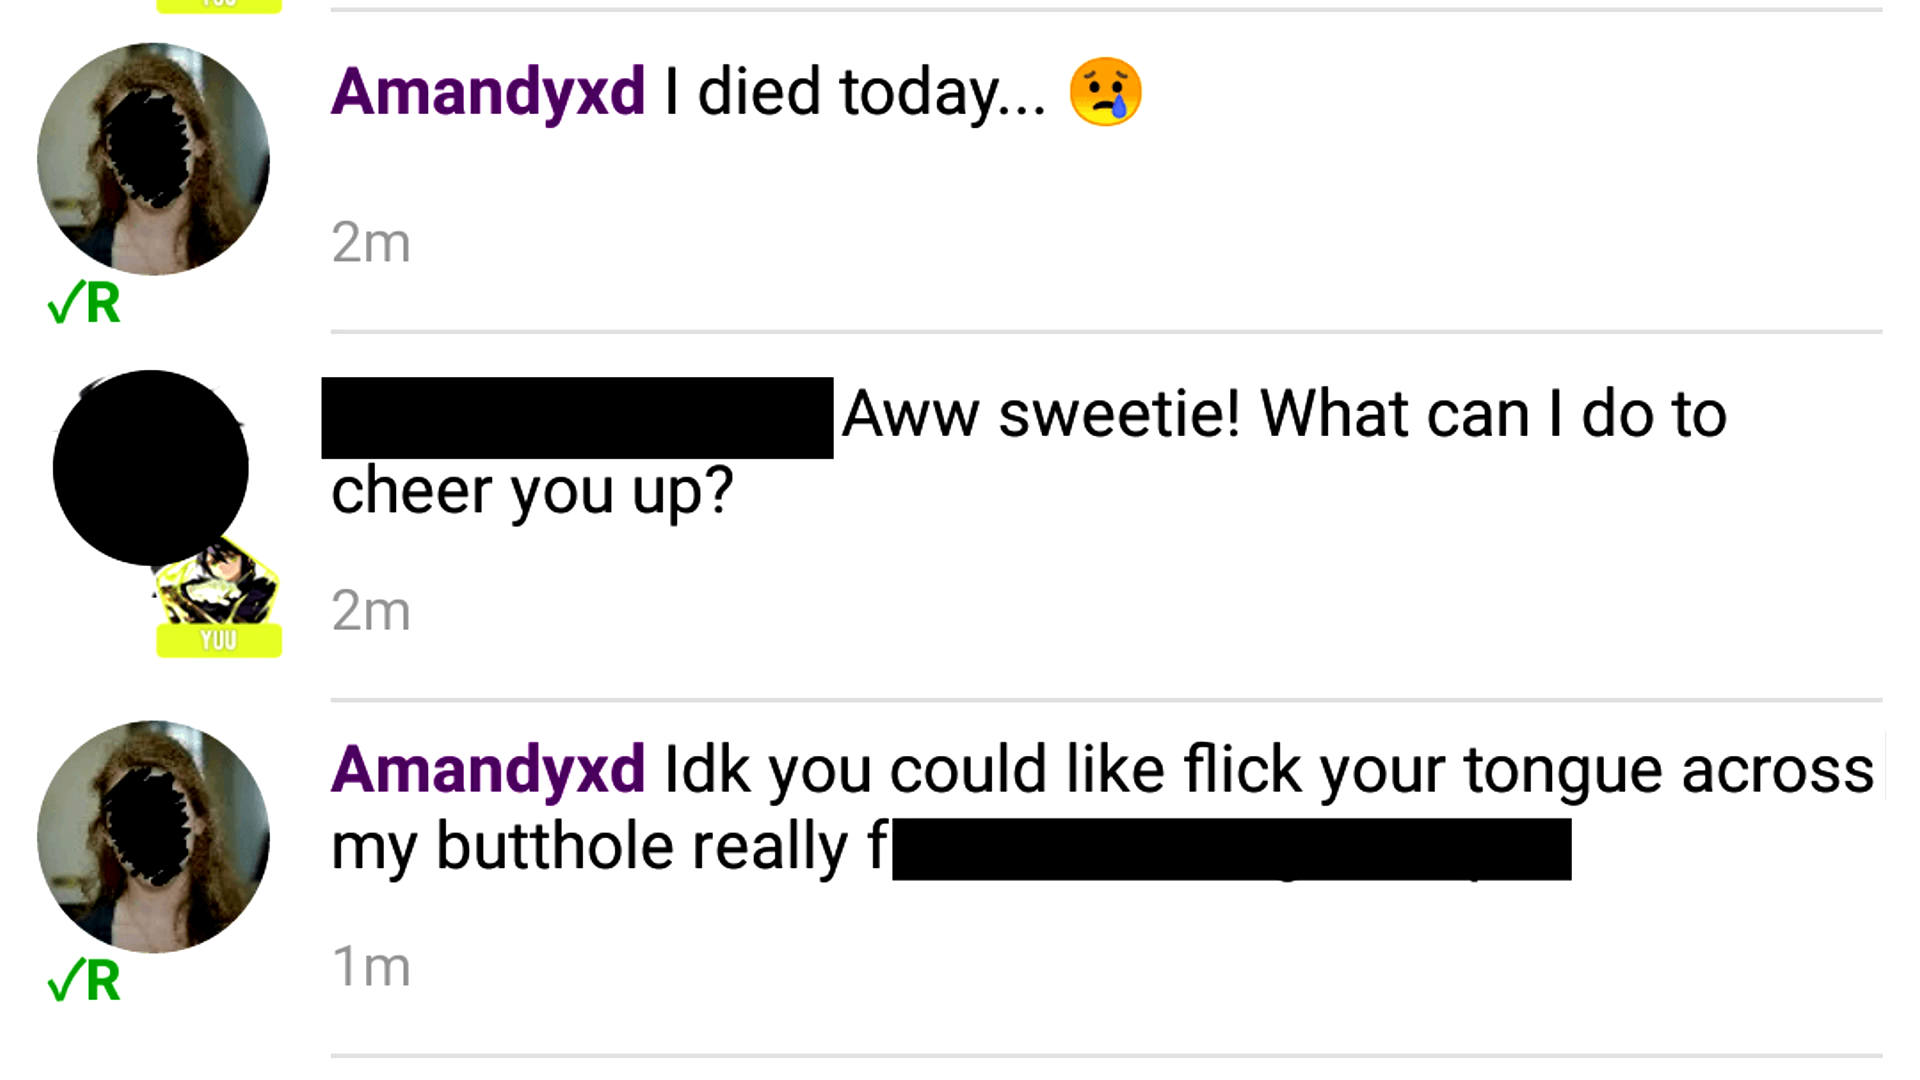 Amandyxd I died today... 😢
2m
✓R
Aww sweetie! What can I do to
cheer you up?
YUU
2m
Amandyxd Idk you could like flick your tongue across
my butthole really f
1m
✓R